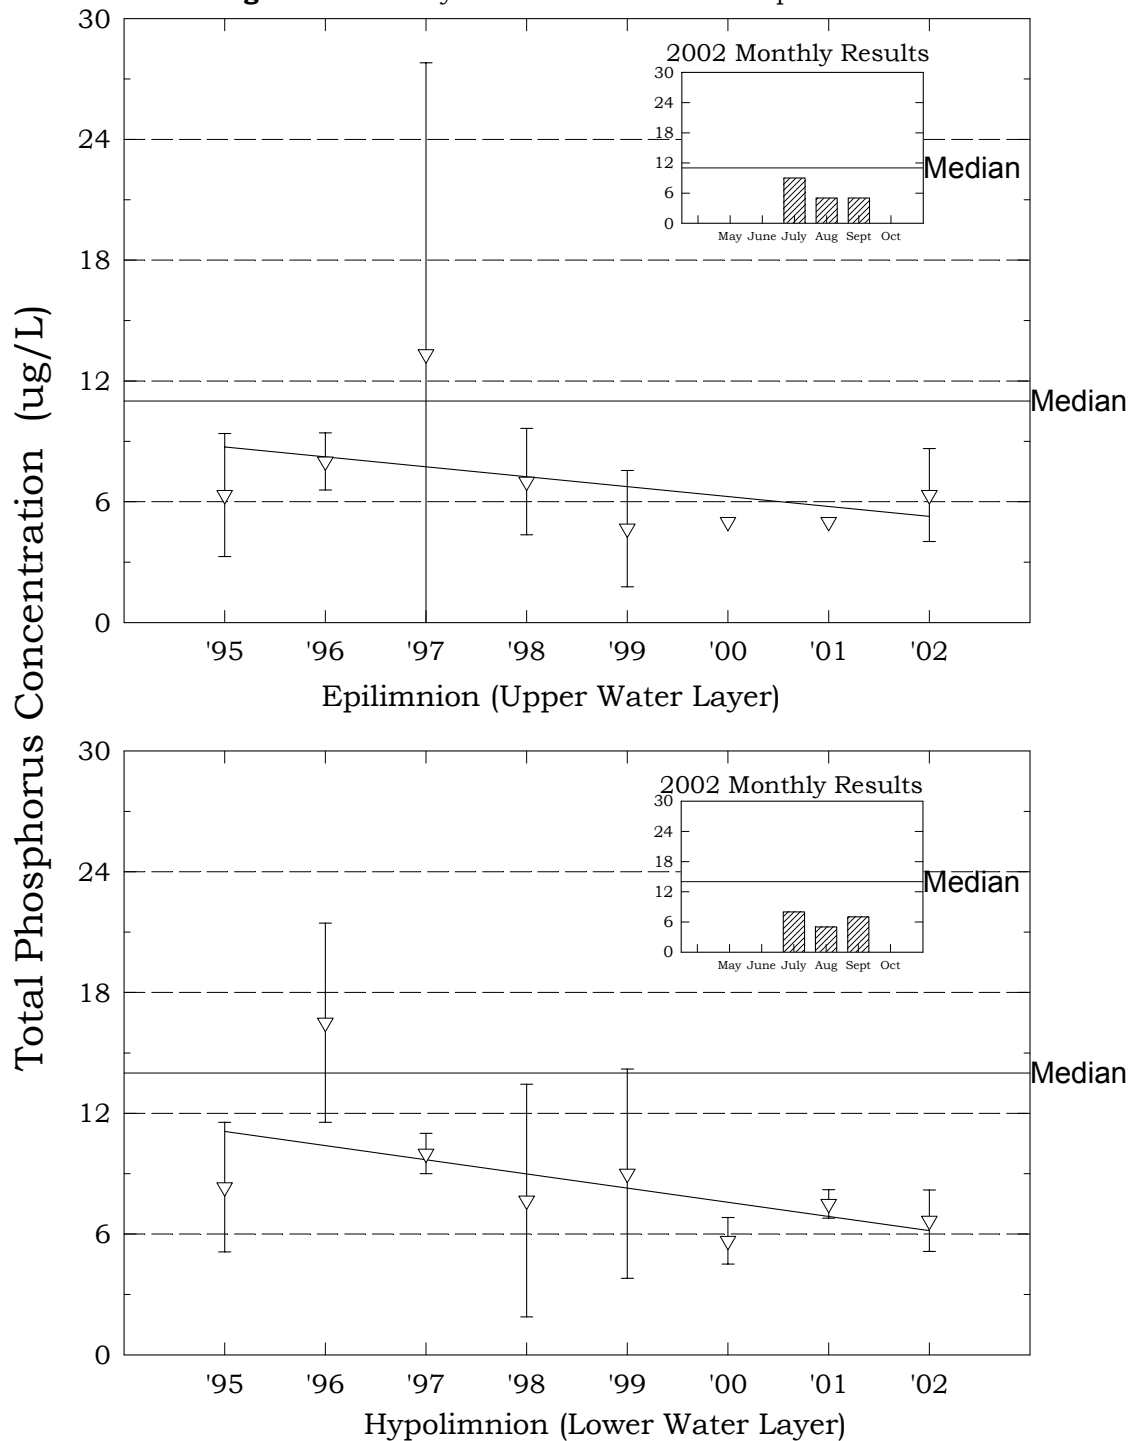 30
24
18
12
6
0
2002 Monthly Results
30
24
18
12
6
0
May June July Aug Sept Oct
Median
Median
'95 '96 '97 '98 '99 '00 '01 '02
Epilimnion (Upper Water Layer)
Total Phosphorus Concentration (ug/L)
30
24
18
12
6
0
2002 Monthly Results
30
24
18
12
6
0
May June July Aug Sept Oct
Median
Median
'95 '96 '97 '98 '99 '00 '01 '02
Hypolimnion (Lower Water Layer)